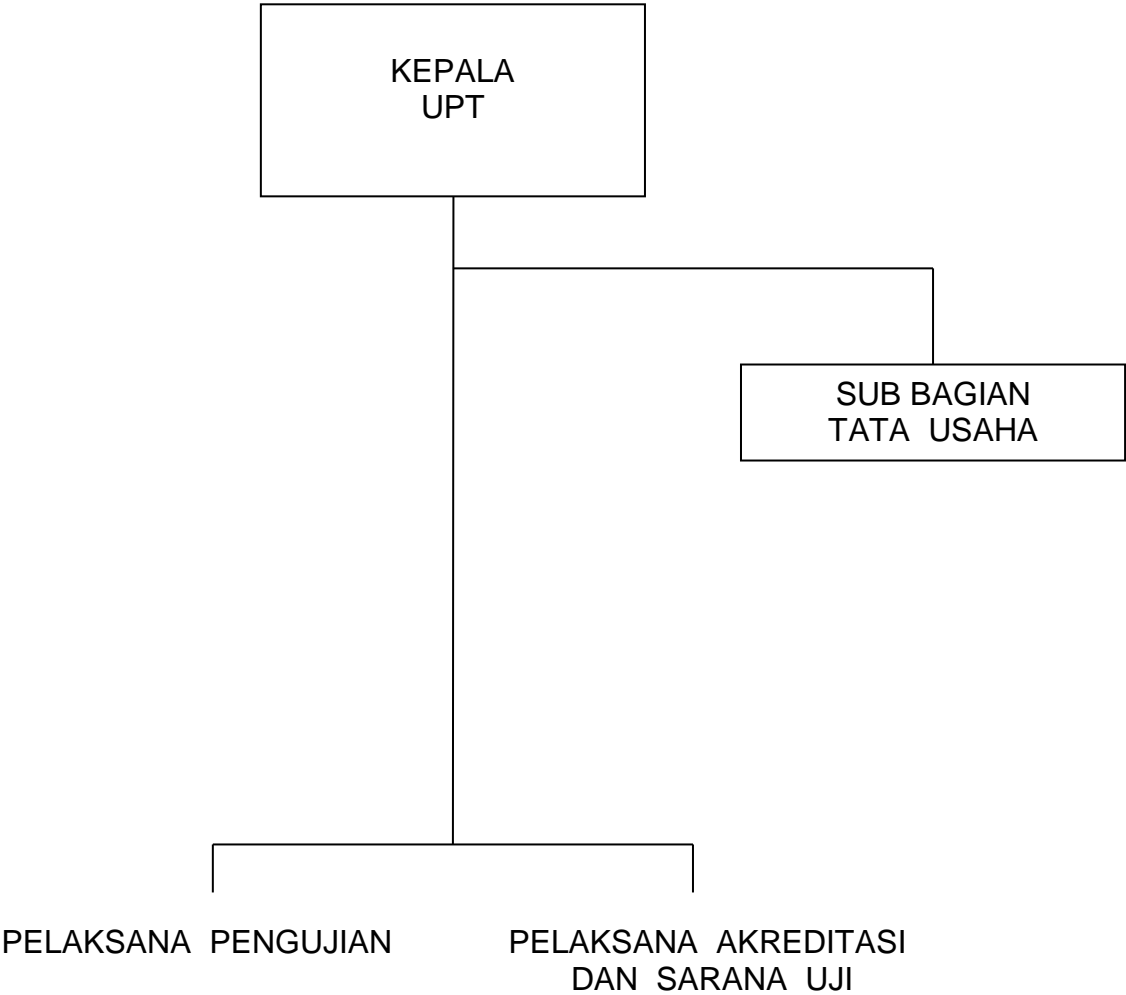 KEPALA
UPT
SUB BAGIAN
TATA USAHA
PELAKSANA PENGUJIAN
PELAKSANA AKREDITASI
DAN SARANA UJI